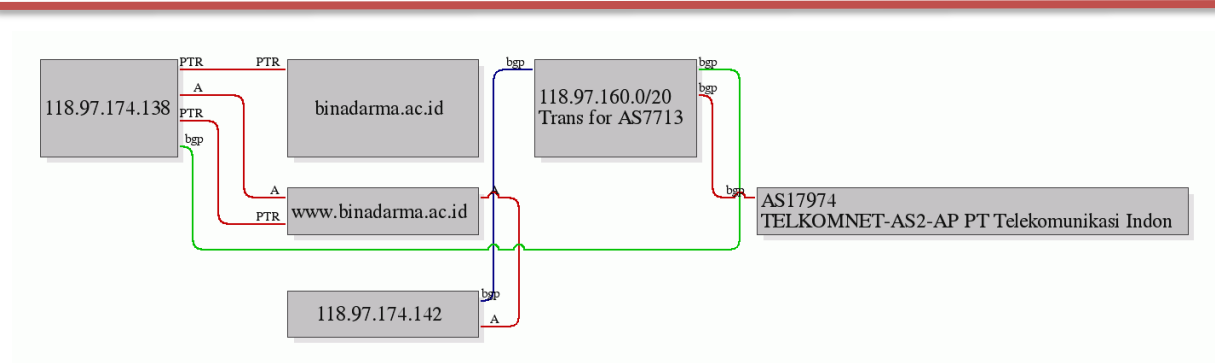 PTR
PTR
bgp
bgp
118.97.174.138
A
PTR
bgp
binadarma.ac.id
118.97.160.0/20
Trans for AS7713
bgp
A
PTR
www.binadarma.ac.id
A
bgp
AS17974
TELKOMNET-AS2-AP PT Telekomunikasi Indon
118.97.174.142
bgp
A